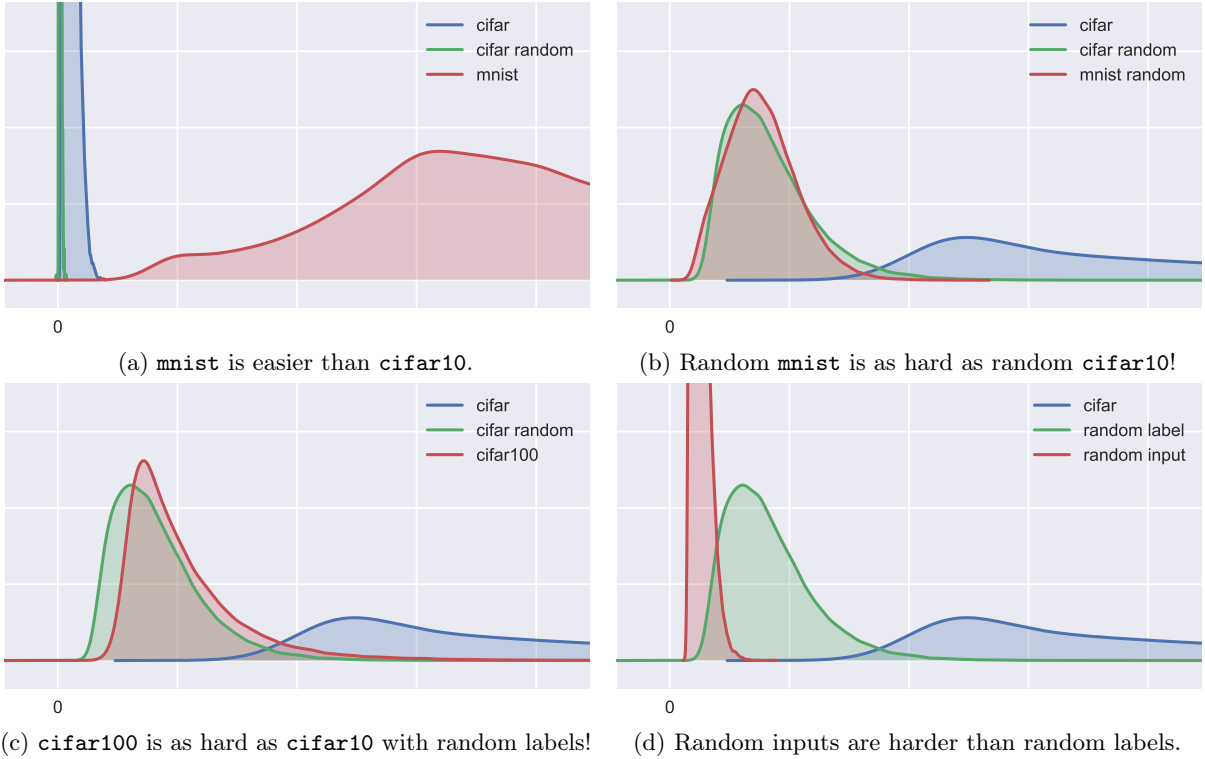 cifar
cifar random
mnist
0
(a) mnist is easier than cifar10.
cifar
cifar random
mnist random
0
(b) Random mnist is as hard as random cifar10!
cifar
cifar random
cifar100
0
(c) cifar100 is as hard as cifar10 with random labels!
cifar
random label
random input
0
(d) Random inputs are harder than random labels.